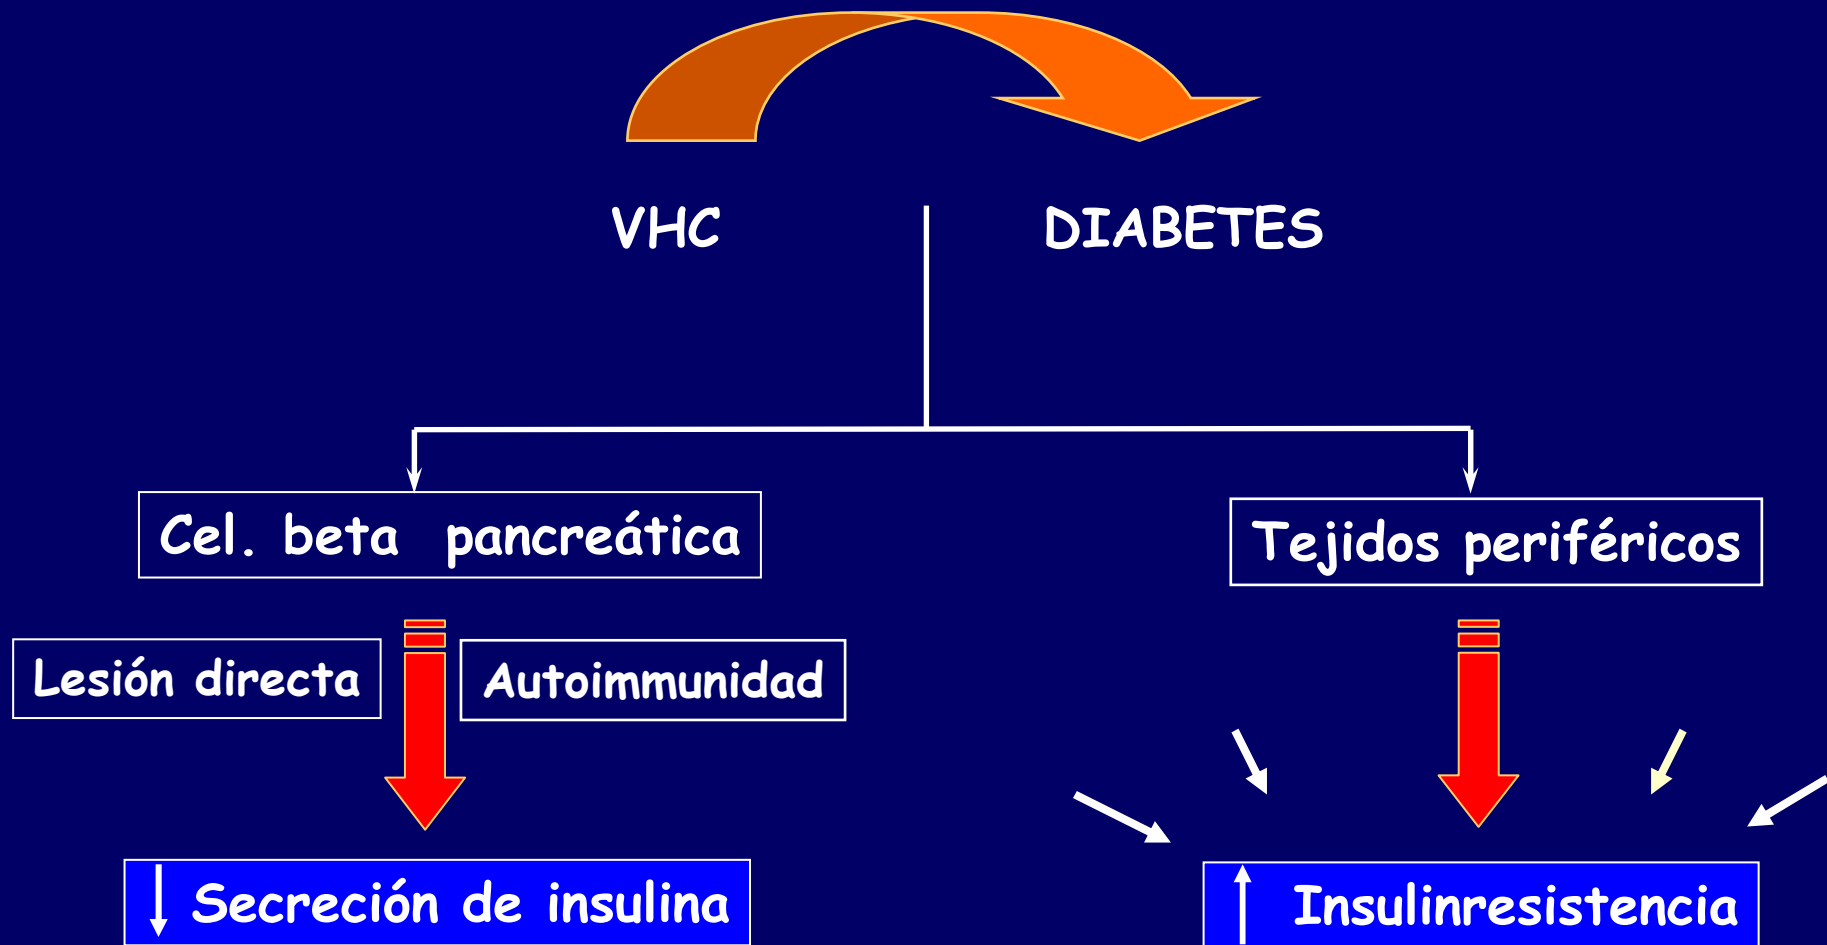 VHC
DIABETES
Cel. beta pancreática
Tejidos periféricos
Lesión directa
Autoimmunidad
Secreción de insulina
Insulinresistencia